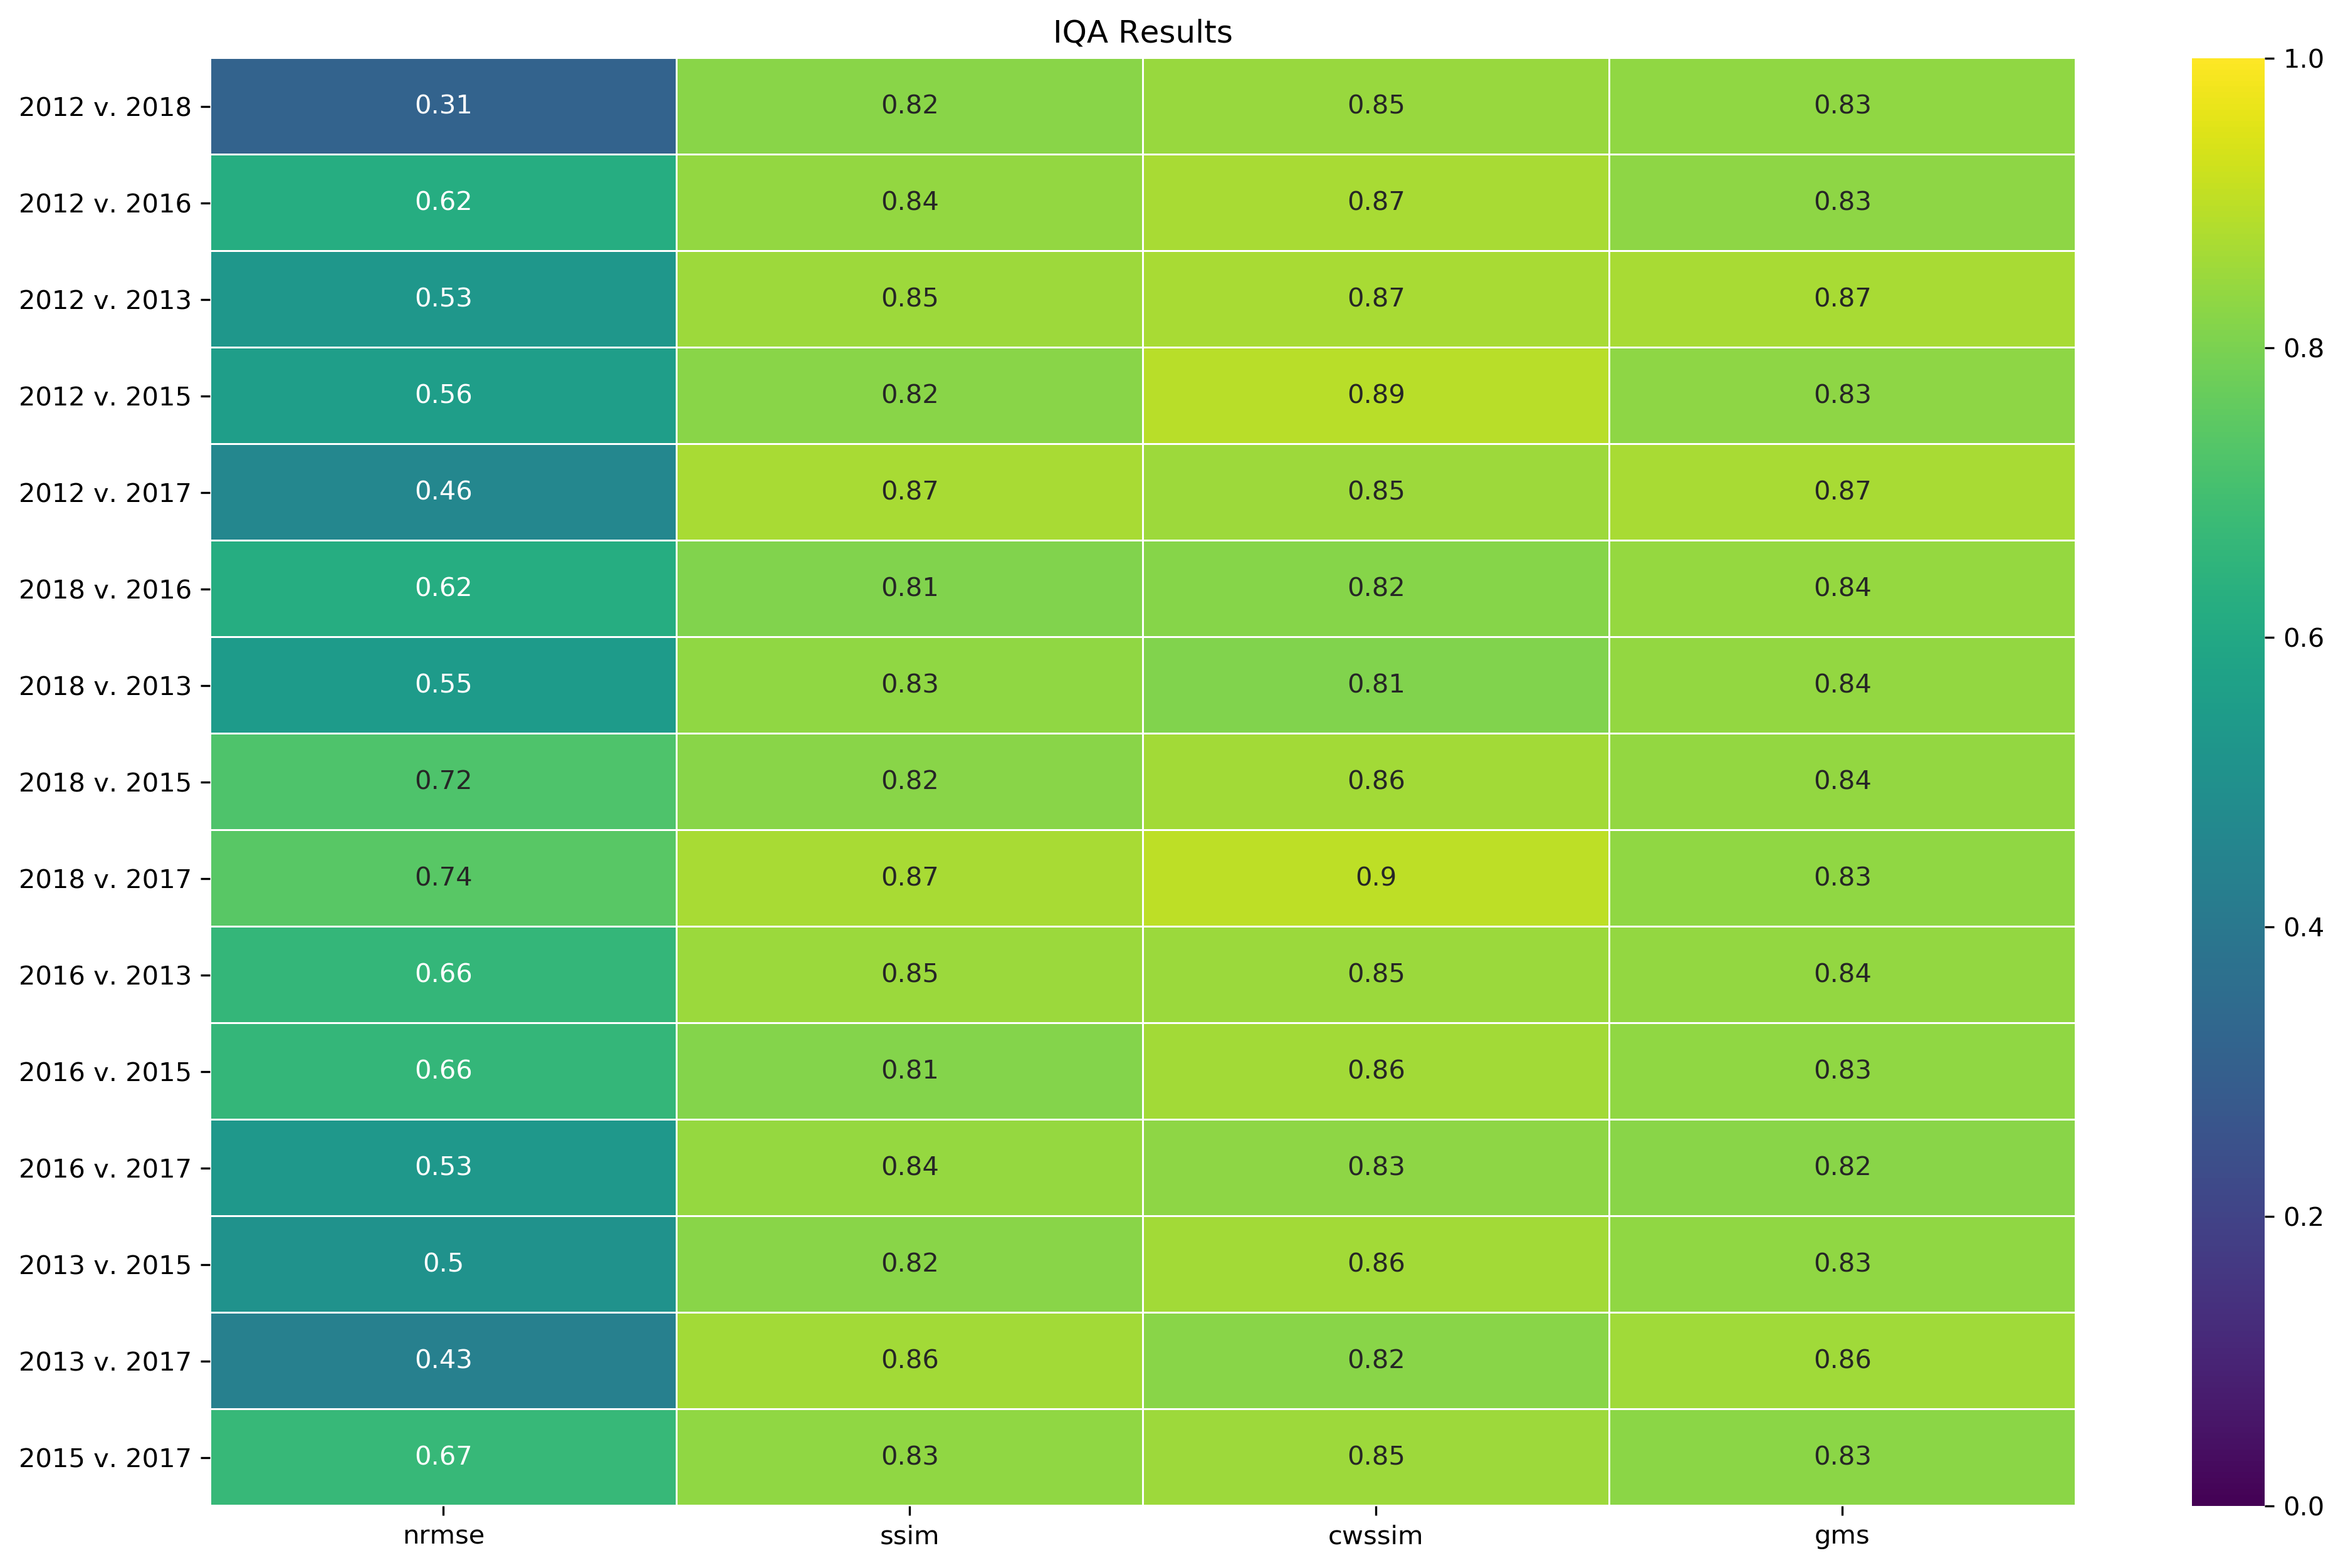 IQA Results
2012 v. 2018 0.31 0.82 0.85 0.83
2012 v. 2016 0.62 0.84 0.87 0.83
2012 v. 2013 0.53 0.85 0.87 0.87
2012 v. 2015 0.56 0.82 0.89 0.83
2012 v. 2017 0.46 0.87 0.85 0.87
2018 v. 2016 0.62 0.81 0.82 0.84
2018 v. 2013 0.55 0.83 0.81 0.84
2018 v. 2015 0.72 0.82 0.86 0.84
2018 v. 2017 0.74 0.87 0.9 0.83
2016 v. 2013 0.66 0.85 0.85 0.84
2016 v. 2015 0.66 0.81 0.86 0.83
2016 v. 2017 0.53 0.84 0.83 0.82
2013 v. 2015 0.5 0.82 0.86 0.83
2013 v. 2017 0.43 0.86 0.82 0.86
2015 v. 2017 0.67 0.83 0.85 0.83
nrmse ssim cwssim gms
1.0
0.8
0.6
0.4
0.2
0.0